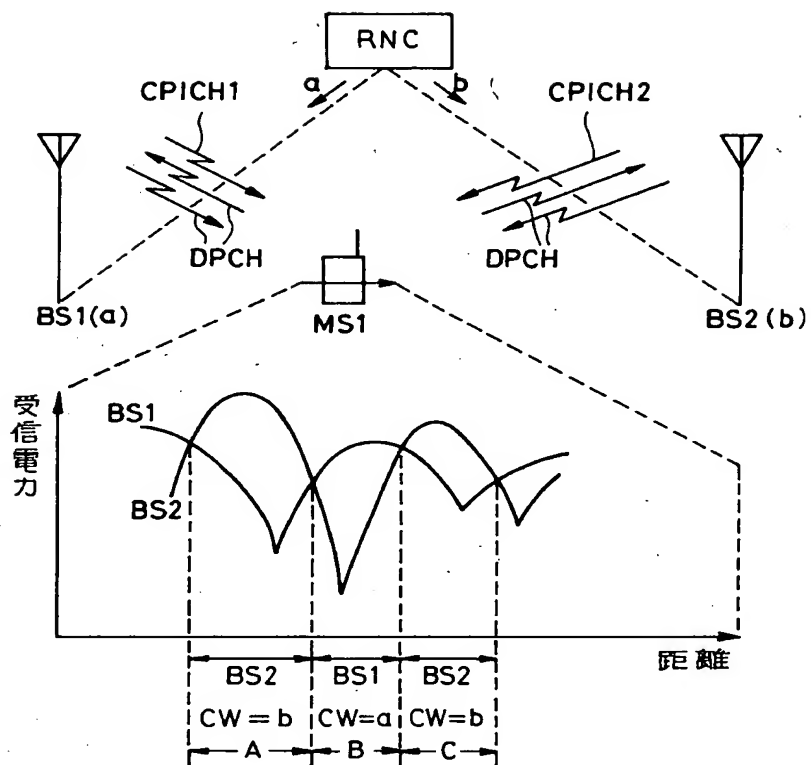 RNC
a
b
CPICH1
CPICH2
DPCH
DPCH
BS1(a)
MS1
BS2(b)
受信電力
BS1
BS2
距離
BS2
BS1
BS2
CW=b
CW=a
CW=b
A
B
C